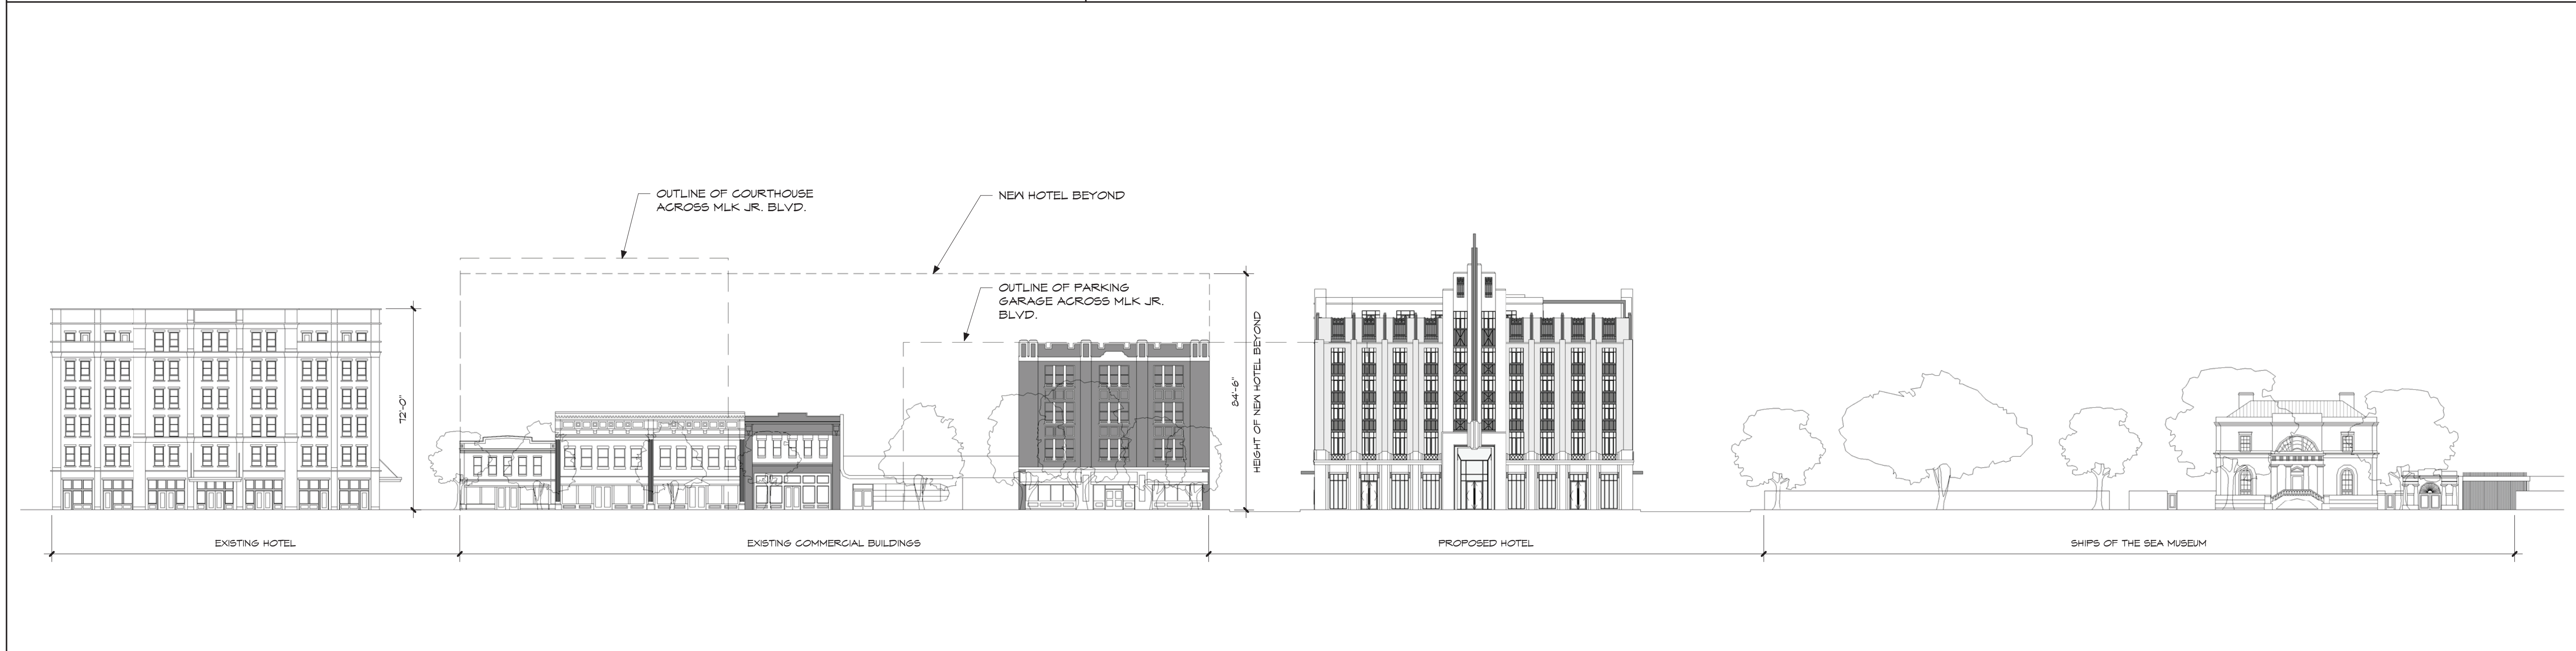 OUTLINE OF COURTHOUSE
ACROSS MLK JR. BLVD.
NEW HOTEL BEYOND
OUTLINE OF PARKING
GARAGE ACROSS MLK JR.
BLVD.
72'-0"
84'-6"
HEIGHT OF NEW HOTEL BEYOND
EXISTING HOTEL
EXISTING COMMERCIAL BUILDINGS
PROPOSED HOTEL
SHIPS OF THE SEA MUSEUM